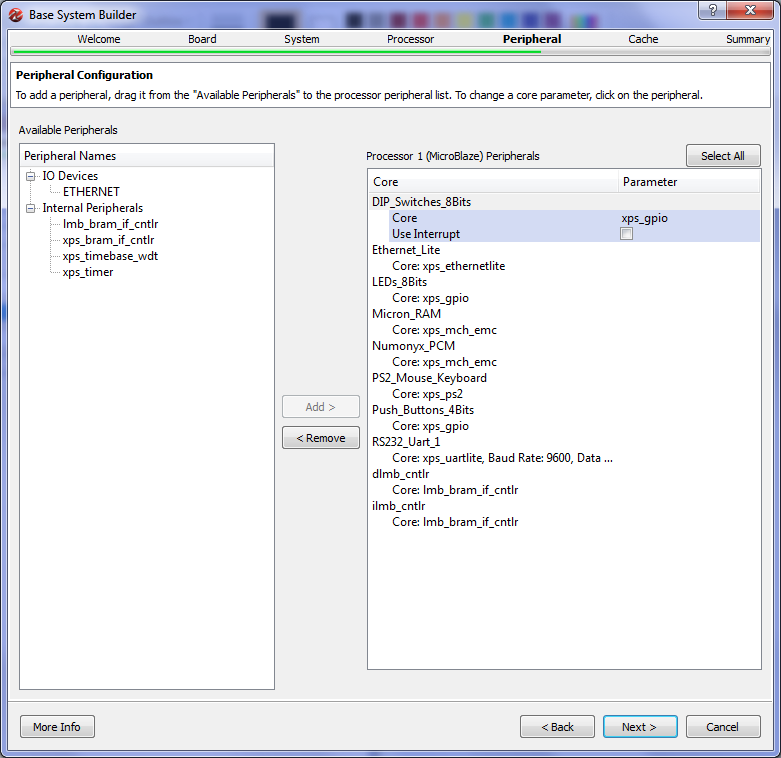 Base System Builder
Welcome Board System Processor Peripheral Cache Summary
Peripheral Configuration
To add a peripheral, drag it from the "Available Peripherals" to the processor peripheral list. To change a core parameter, click on the peripheral.
Available Peripherals
Peripheral Names
IO Devices
ETHERNET
Internal Peripherals
lmb_bram_if_cntlr
xps_bram_if_cntlr
xps_timebase_wdt
xps_timer
Add >
< Remove
Processor 1 (MicroBlaze) Peripherals
Select All
Core Parameter
DIP_Switches_8Bits
Core xps_gpio
Use Interrupt
Ethernet_Lite
Core: xps_ethernetlite
LEDs_8Bits
Core: xps_gpio
Micron_RAM
Core: xps_mch_emc
Numonyx_PCM
Core: xps_mch_emc
PS2_Mouse_Keyboard
Core: xps_ps2
Push_Buttons_4Bits
Core: xps_gpio
RS232_Uart_1
Core: xps_uartlite, Baud Rate: 9600, Data ...
dlmb_cntlr
Core: lmb_bram_if_cntlr
ilmb_cntlr
Core: lmb_bram_if_cntlr
More Info
< Back
Next >
Cancel